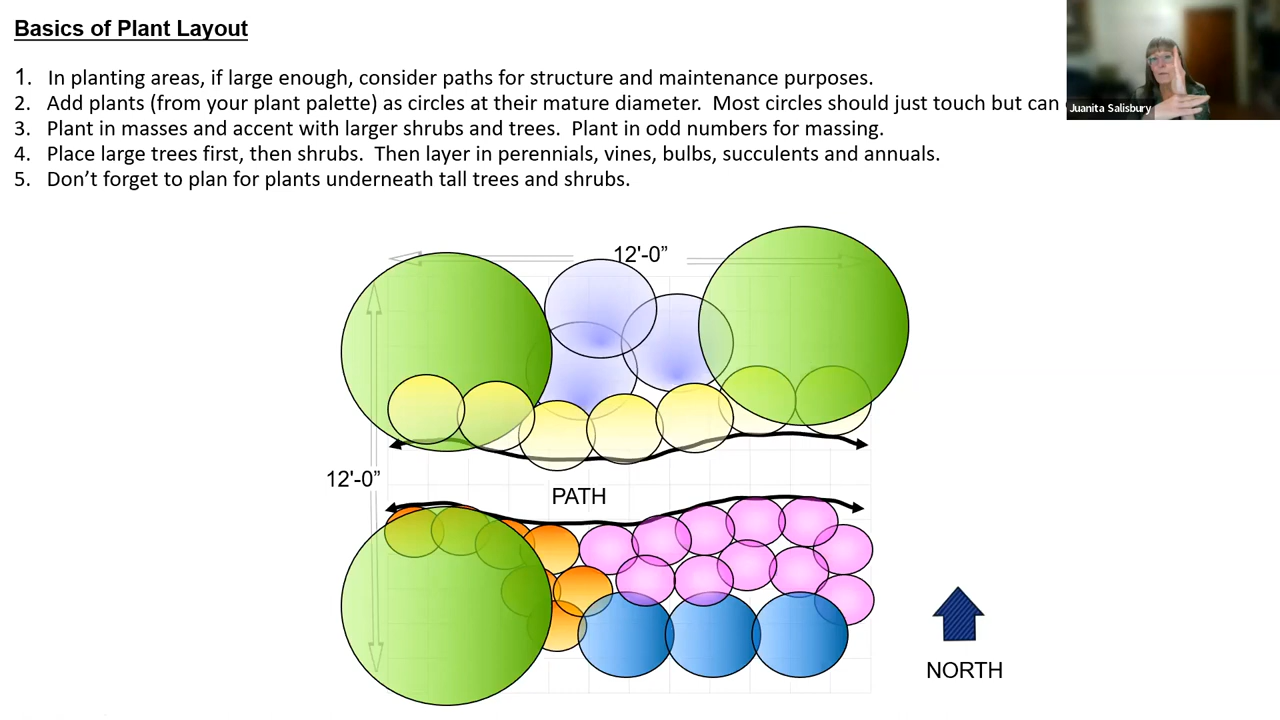 Basics of Plant Layout
1. In planting areas, if large enough, consider paths for structure and maintenance purposes.
2. Add plants (from your plant palette) as circles at their mature diameter. Most circles should just touch but can
Juanita Salisbury
3. Plant in masses and accent with larger shrubs and trees. Plant in odd numbers for massing.
4. Place large trees first, then shrubs. Then layer in perennials, vines, bulbs, succulents and annuals.
5. Don’t forget to plan for plants underneath tall trees and shrubs.
12'-0”
12'-0”
PATH
NORTH